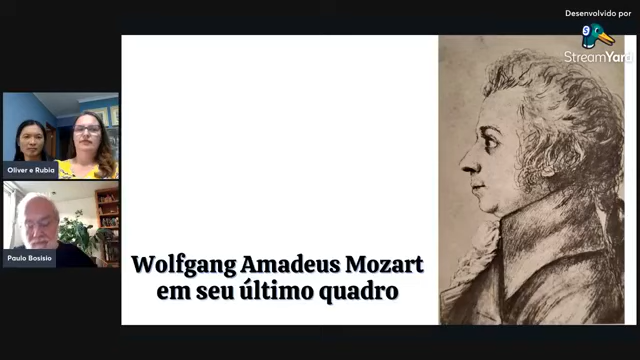 Desenvolvido por
StreamYard
Oliver e Rubia
Paulo Bosisio
Wolfgang Amadeus Mozart
em seu último quadro